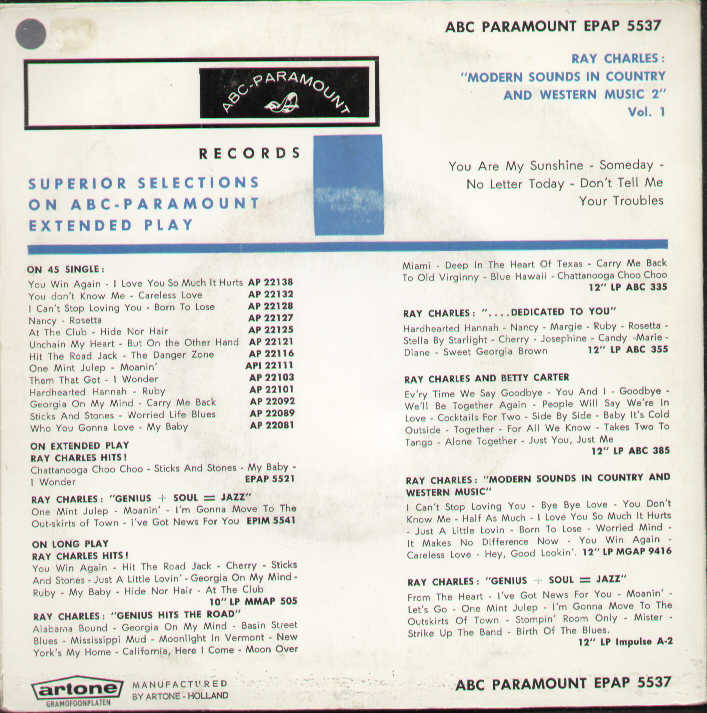 ABC PARAMOUNT EPAP 5537
ABC-PARAMOUNT
RECORDS
SUPERIOR SELECTIONS
ON ABC-PARAMOUNT
EXTENDED PLAY
RAY CHARLES:
"MODERN SOUNDS IN COUNTRY
AND WESTERN MUSIC 2"
Vol. 1
You Are My Sunshine - Someday -
No Letter Today - Don't Tell Me
Your Troubles
ON 45 SINGLE:
You Win Again - I Love You So Much It Hurts AP 22138
You don't Know Me - Careless Love AP 22132
I Can't Stop Loving You - Born To Lose AP 22128
Nancy - Rosetta AP 22127
At The Club - Hide Nor Hair AP 22125
Unchain My Heart - But On the Other Hand AP 22121
Hit The Road Jack - The Danger Zone AP 22116
One Mint Julep - Moanin' API 22111
Them That Got - I Wonder AP 22103
Hardhearted Hannah - Ruby AP 22101
Georgia On My Mind - Carry Me Back AP 22092
Sticks And Stones - Worried Life Blues AP 22089
Who You Gonna Love - My Baby AP 22081
ON EXTENDED PLAY
RAY CHARLES HITS!
Chattanooga Choo Choo - Sticks And Stones - My Baby -
I Wonder EPAP 5521
RAY CHARLES: "GENIUS + SOUL = JAZZ"
One Mint Julep - Moanin' - I'm Gonna Move To The
Out-skirts of Town - i've Got News For You EPIM 5541
ON LONG PLAY
RAY CHARLES HITS!
You Win Again - Hit The Road Jack - Cherry - Sticks
And Stones - Just A Little Lovin' - Georgia On My Mind -
Ruby - My Baby - Hide Nor Hair - At The Club
10" LP MMAP 505
RAY CHARLES: "GENIUS HITS THE ROAD"
Alabama Bound - Georgia On My Mind - Basin Street
Blues - Mississippi Mud - Moonlight In Vermont - New
York's My Home - California, Here I Come - Moon Over
Miami - Deep In The Heart Of Texas - Carry Me Back
To Old Virginny - Blue Hawaii - Chattanooga Choo Choo
12" LP ABC 335
RAY CHARLES: "....DEDICATED TO YOU"
Hardhearted Hannah - Nancy - Margie - Ruby - Rosetta -
Stella By Starlight - Cherry - Josephine - Candy -Marie -
Diane - Sweet Georgia Brown 12" LP ABC 355
RAY CHARLES AND BETTY CARTER
Ev'ry Time We Say Goodbye - You And I - Goodbye -
We'll Be Together Again - People Will Say We're In
Love - Cocktails For Two - Side By Side - Baby It's Cold
Outside - Together - For All We Know - Takes Two To
Tango - Alone Together - Just You, Just Me
12" LP ABC 385
RAY CHARLES: "MODERN SOUNDS IN COUNTRY AND
WESTERN MUSIC"
I Can't Stop Loving You - Bye Bye Love - You Don't
Know Me - Half As Much - I Love You So Much It Hurts
- Just A Little Lovin - Born To Lose - Worried Mind -
It Makes No Difference Now - You Win Again -
Careless Love - Hey, Good Lookin'. 12" LP MGAP 9416
RAY CHARLES: "GENIUS + SOUL = JAZZ"
From The Heart - I've Got News For You - Moanin' -
Let's Go - One Mint Julep - I'm Gonna Move To The
Outskirts Of Town - Stompin' Room Only - Mister -
Strike Up The Band - Birth Of The Blues.
12" LP Impulse A-2
artone
GRAMOFOONPLATEN
MANUFACTURED
BY ARTONE - HOLLAND
ABC PARAMOUNT EPAP 5537